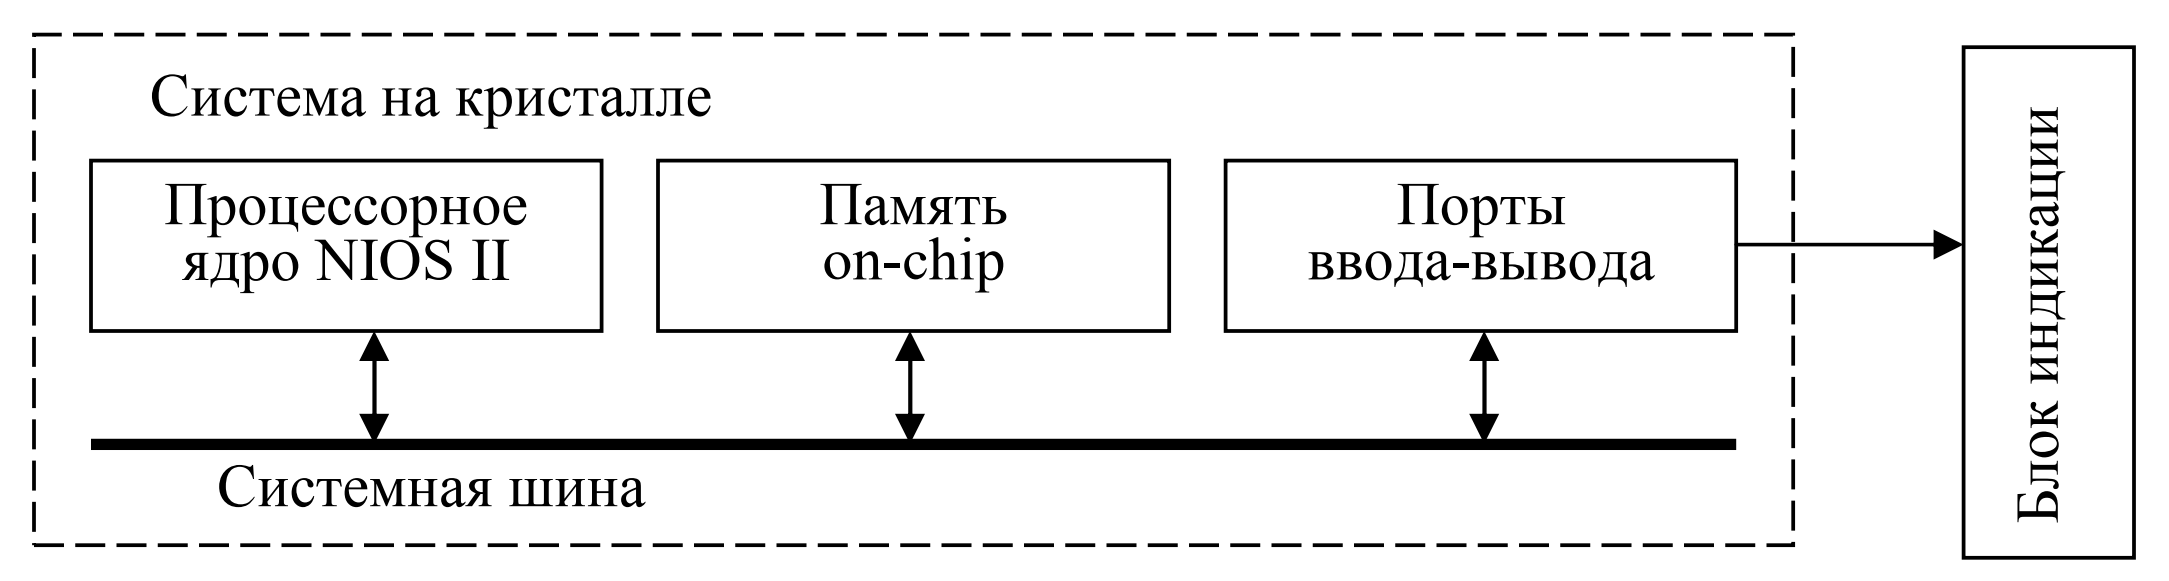 Система на кристалле
Процессорное
ядро NIOS II
Память
on-chip
Порты
ввода-вывода
Системная шина
Блок индикации